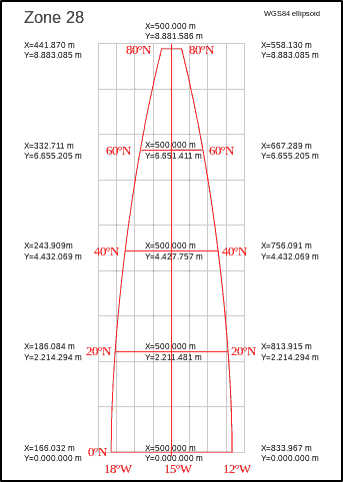 Zone 28
WGS84 ellipsoid
X=500.000 m
Y=8.881.586 m
X=441.870 m
Y=8.883.085 m
80°N
80°N
X=558.130 m
Y=8.883.085 m
X=332.711 m
Y=6.655.205 m
60°N
X=500.000 m
Y=6.651.411 m
60°N
X=667.289 m
Y=6.655.205 m
X=243.909m
Y=4.432.069 m
40°N
X=500.000 m
Y=4.427.757 m
40°N
X=756.091 m
Y=4.432.069 m
X=186.084 m
Y=2.214.294 m
20°N
X=500.000 m
Y=2.211.481 m
20°N
X=813.915 m
Y=2.214.294 m
X=166.032 m
Y=0.000.000 m
0°N
X=500.000 m
Y=0.000.000 m
X=833.967 m
Y=0.000.000 m
18°W
15°W
12°W